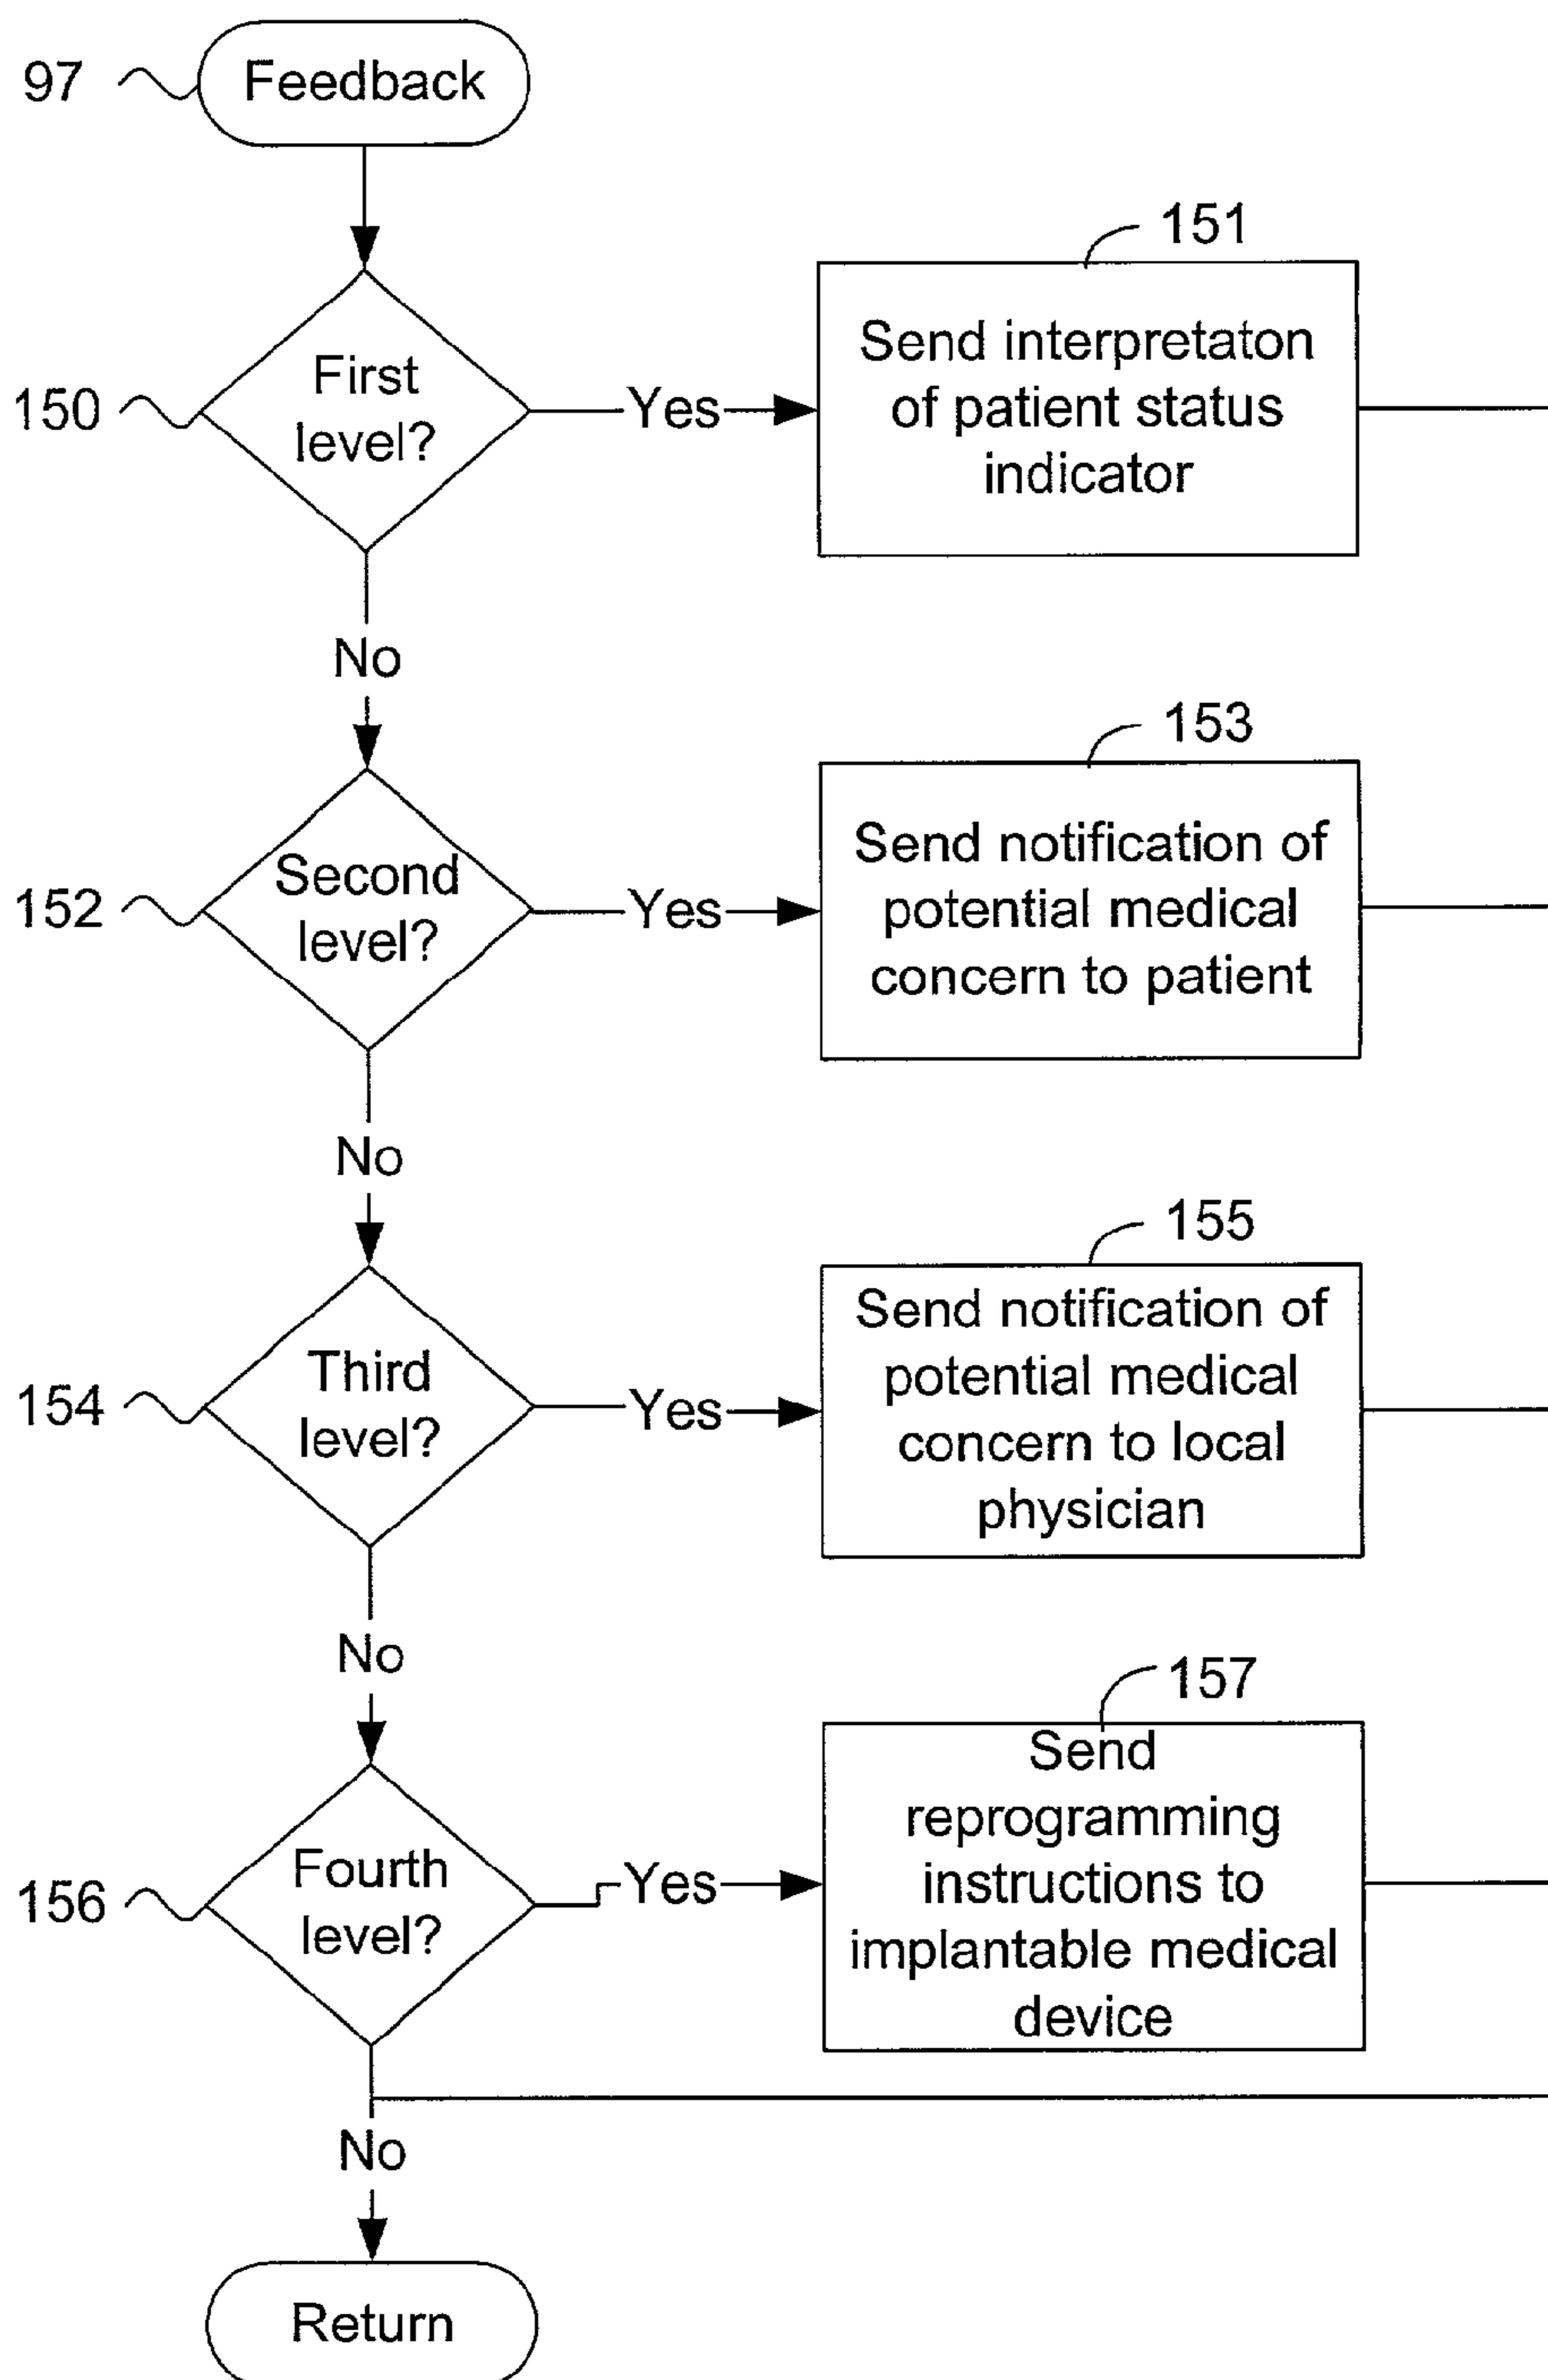 97
Feedback
151
150
First
level?
Yes
Send interpretaton
of patient status
indicator
No
153
152
Second
level?
Yes
Send notification of
potential medical
concern to patient
No
155
154
Third
level?
Yes
Send notification of
potential medical
concern to local
physician
No
157
156
Fourth
level?
Yes
Send
reprogramming
instructions to
implantable medical
device
No
Return